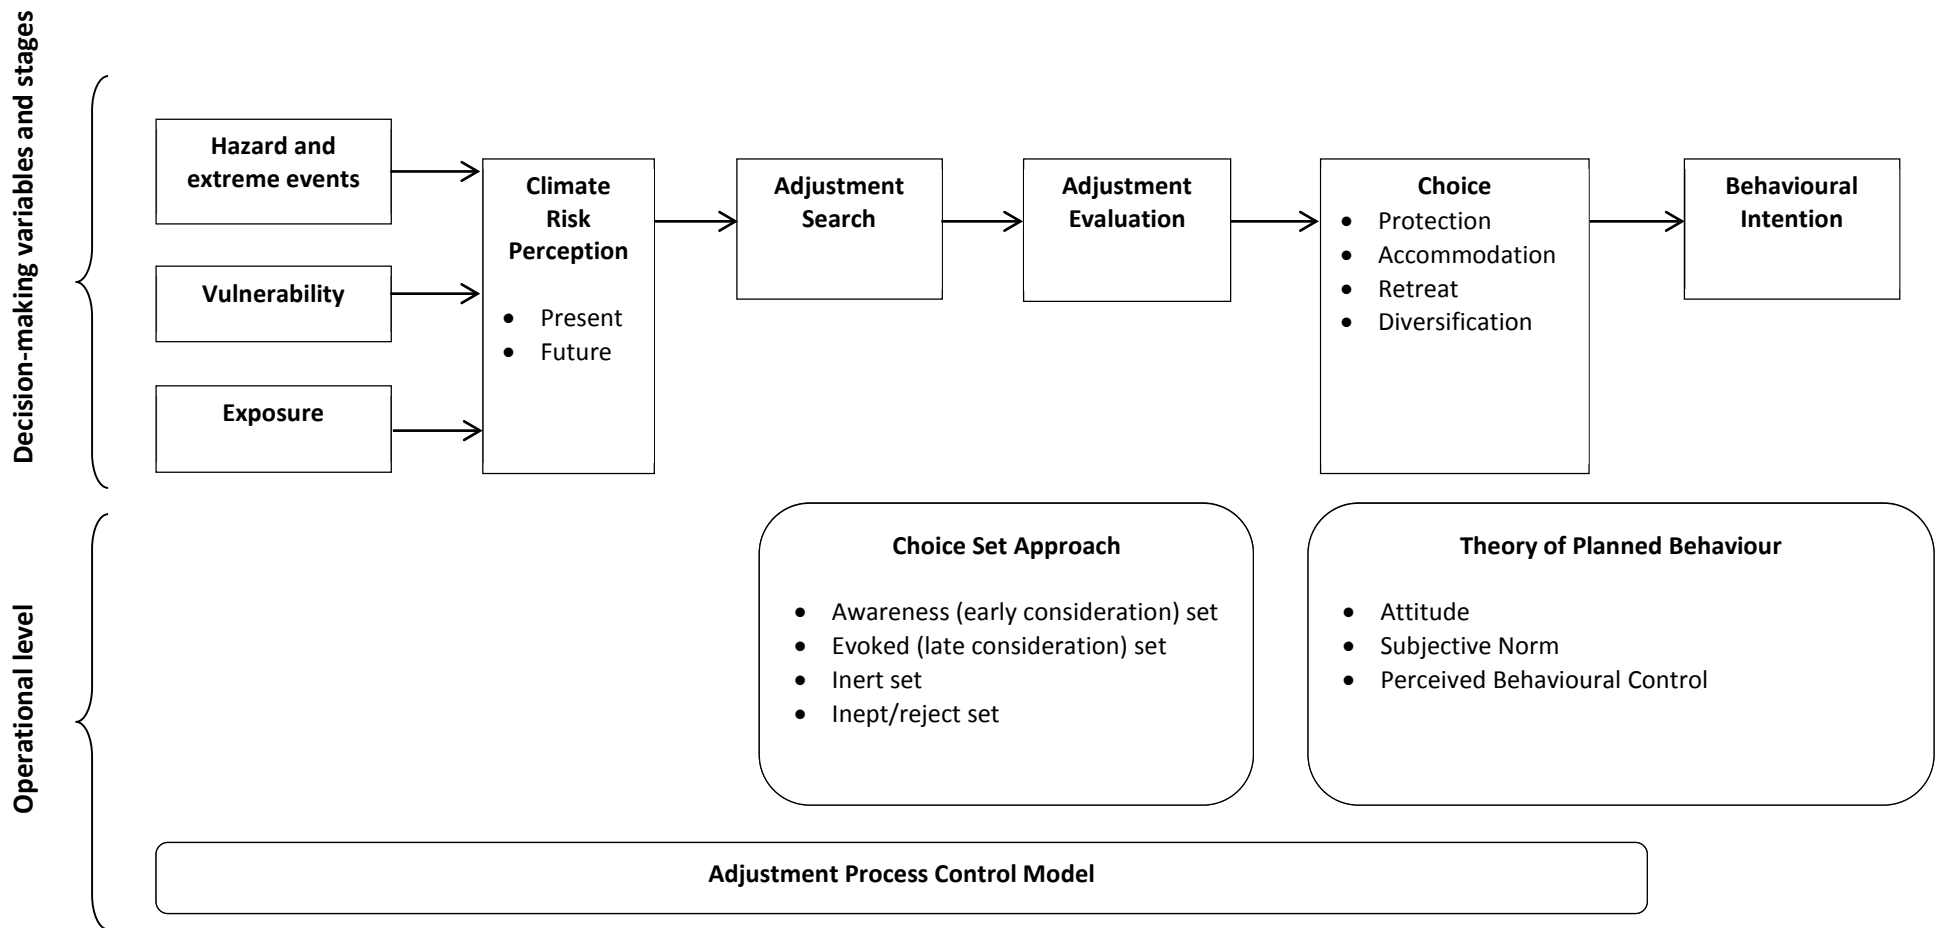 Decision-making variables and stages
Hazard and
extreme events
Vulnerability
Exposure
Climate
Risk
Perception
• Present
• Future
Adjustment
Search
Adjustment
Evaluation
Choice
• Protection
• Accommodation
• Retreat
• Diversification
Behavioural
Intention
Operational level
Choice Set Approach
• Awareness (early consideration) set
• Evoked (late consideration) set
• Inert set
• Inept/reject set
Theory of Planned Behaviour
• Attitude
• Subjective Norm
• Perceived Behavioural Control
Adjustment Process Control Model